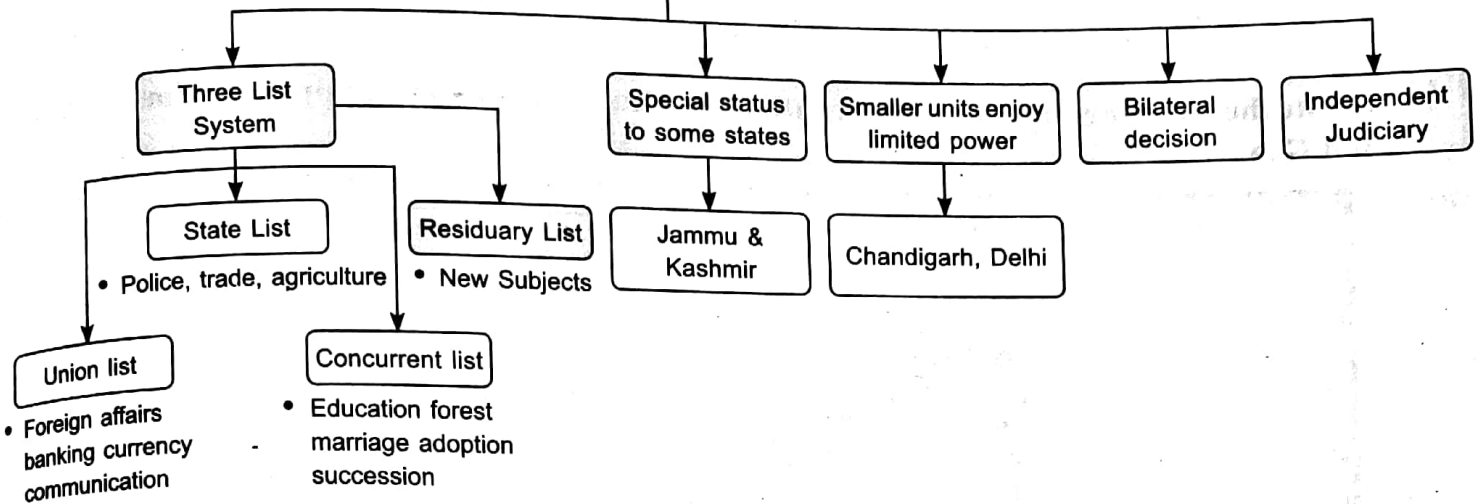 Three List
System
Special status
to some states
Smaller units enjoy
limited power
Bilateral
decision
Independent
Judiciary
State List
• Police, trade, agriculture
Residuary List
• New Subjects
Jammu &
Kashmir
Chandigarh, Delhi
Union list
• Foreign affairs
banking currency
communication
Concurrent list
• Education forest
marriage adoption
succession